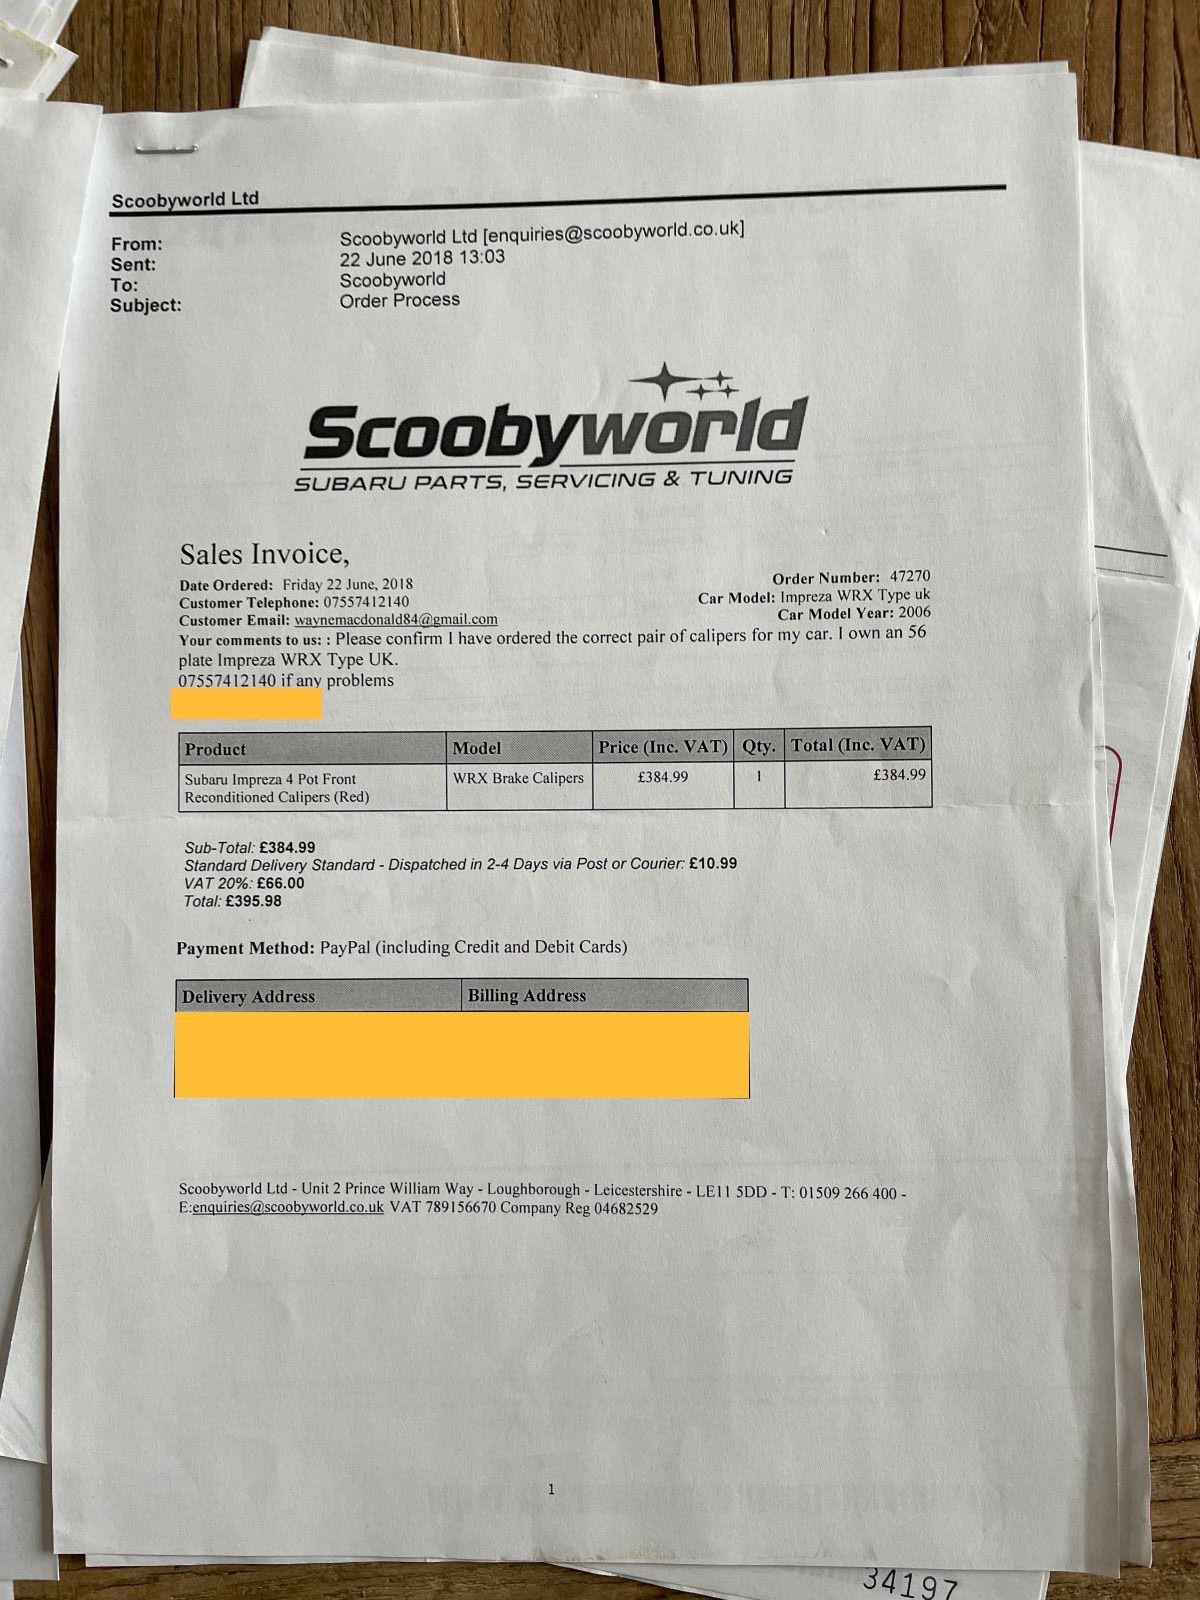 Scoobyworld Ltd
From: Scoobyworld Ltd [enquiries@scoobyworld.co.uk]
Sent: 22 June 2018 13:03
To: Scoobyworld
Subject: Order Process
Scoobyworld
SUBARU PARTS, SERVICING & TUNING
Sales Invoice,
Date Ordered: Friday 22 June, 2018
Customer Telephone: 07557412140
Customer Email: waynemacdonald84@gmail.com
Order Number: 47270
Car Model: Impreza WRX Type uk
Car Model Year: 2006
Your comments to us: : Please confirm I have ordered the correct pair of calipers for my car. I own an 56
plate Impreza WRX Type UK.
07557412140 if any problems
Product Model Price (Inc. VAT) Qty. Total (Inc. VAT)
Subaru Impreza 4 Pot Front WRX Brake Calipers £384.99 1 £384.99
Reconditioned Calipers (Red)
Sub-Total: £384.99
Standard Delivery Standard - Dispatched in 2-4 Days via Post or Courier: £10.99
VAT 20%: £66.00
Total: £395.98
Payment Method: PayPal (including Credit and Debit Cards)
Delivery Address Billing Address
Scoobyworld Ltd - Unit 2 Prince William Way - Loughborough - Leicestershire - LE11 5DD - T: 01509 266 400 -
E:enquiries@scoobyworld.co.uk VAT 789156670 Company Reg 04682529
1
34197